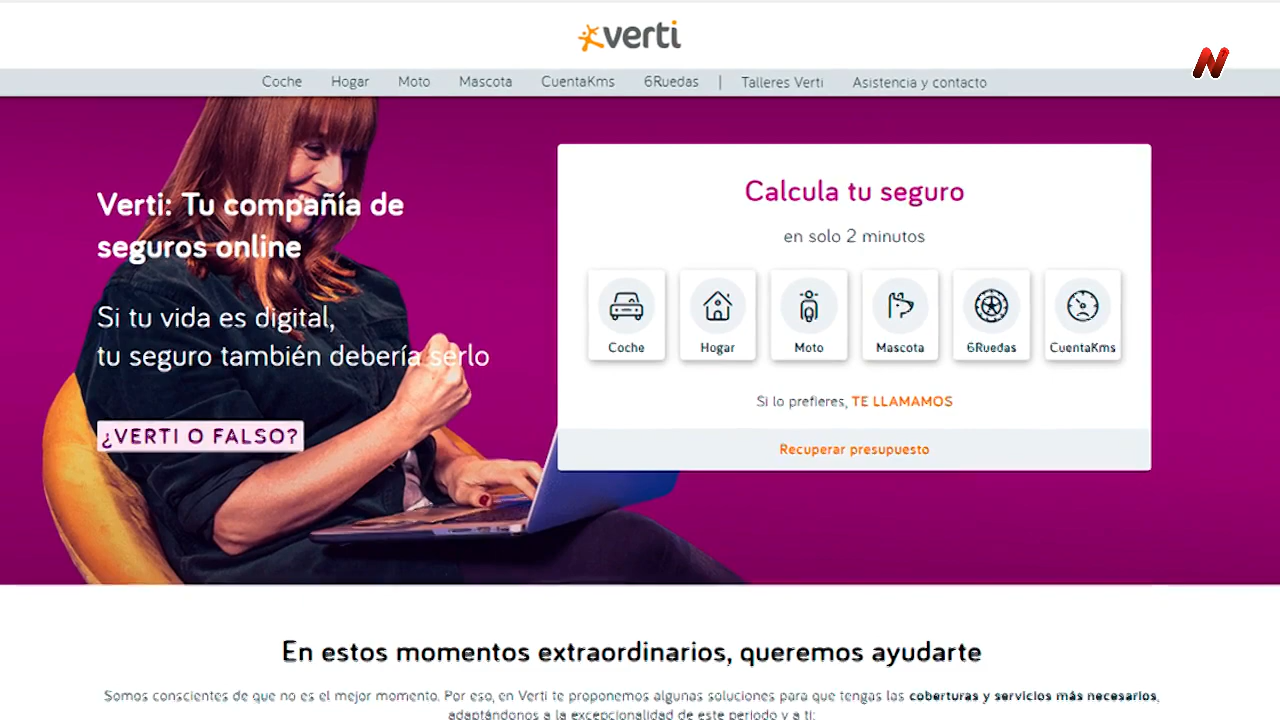 verti
N
Coche Hogar Moto Mascota CuentaKms 6Ruedas | Talleres Verti Asistencia y contacto
Verti: Tu compañía de
seguros online
Si tu vida es digital,
tu seguro también debería serlo
¿VERTI O FALSO?
Calcula tu seguro
en solo 2 minutos
Coche Hogar Moto Mascota 6Ruedas CuentaKms
Si lo prefieres, TE LLAMAMOS
Recuperar presupuesto
En estos momentos extraordinarios, queremos ayudarte
Somos conscientes de que no es el mejor momento. Por eso, en Verti te proponemos algunas soluciones para que tengas las coberturas y servicios más necesarios,
adaptándonos a la excepcionalidad de este periodo y a ti: